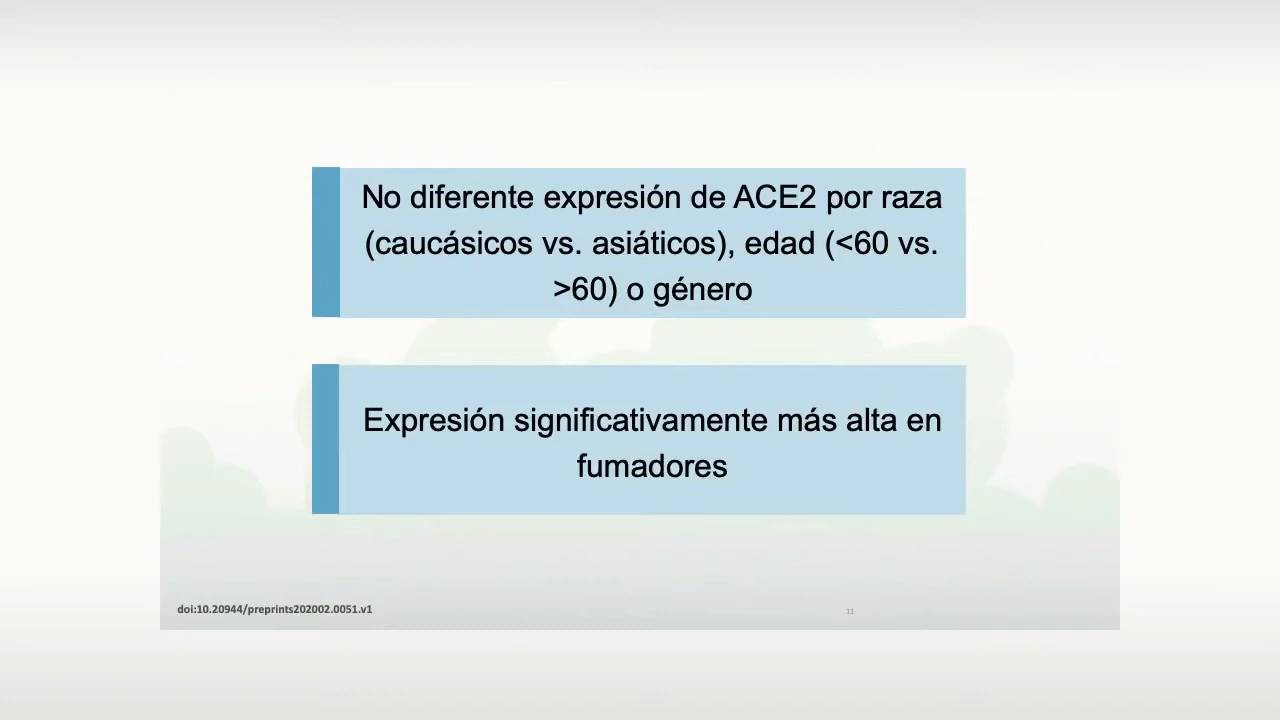 No diferente expresión de ACE2 por raza
(caucásicos vs. asiáticos), edad (<60 vs.
>60) o género
Expresión significativamente más alta en
fumadores
doi:10.20944/preprints202002.0051.v1
11